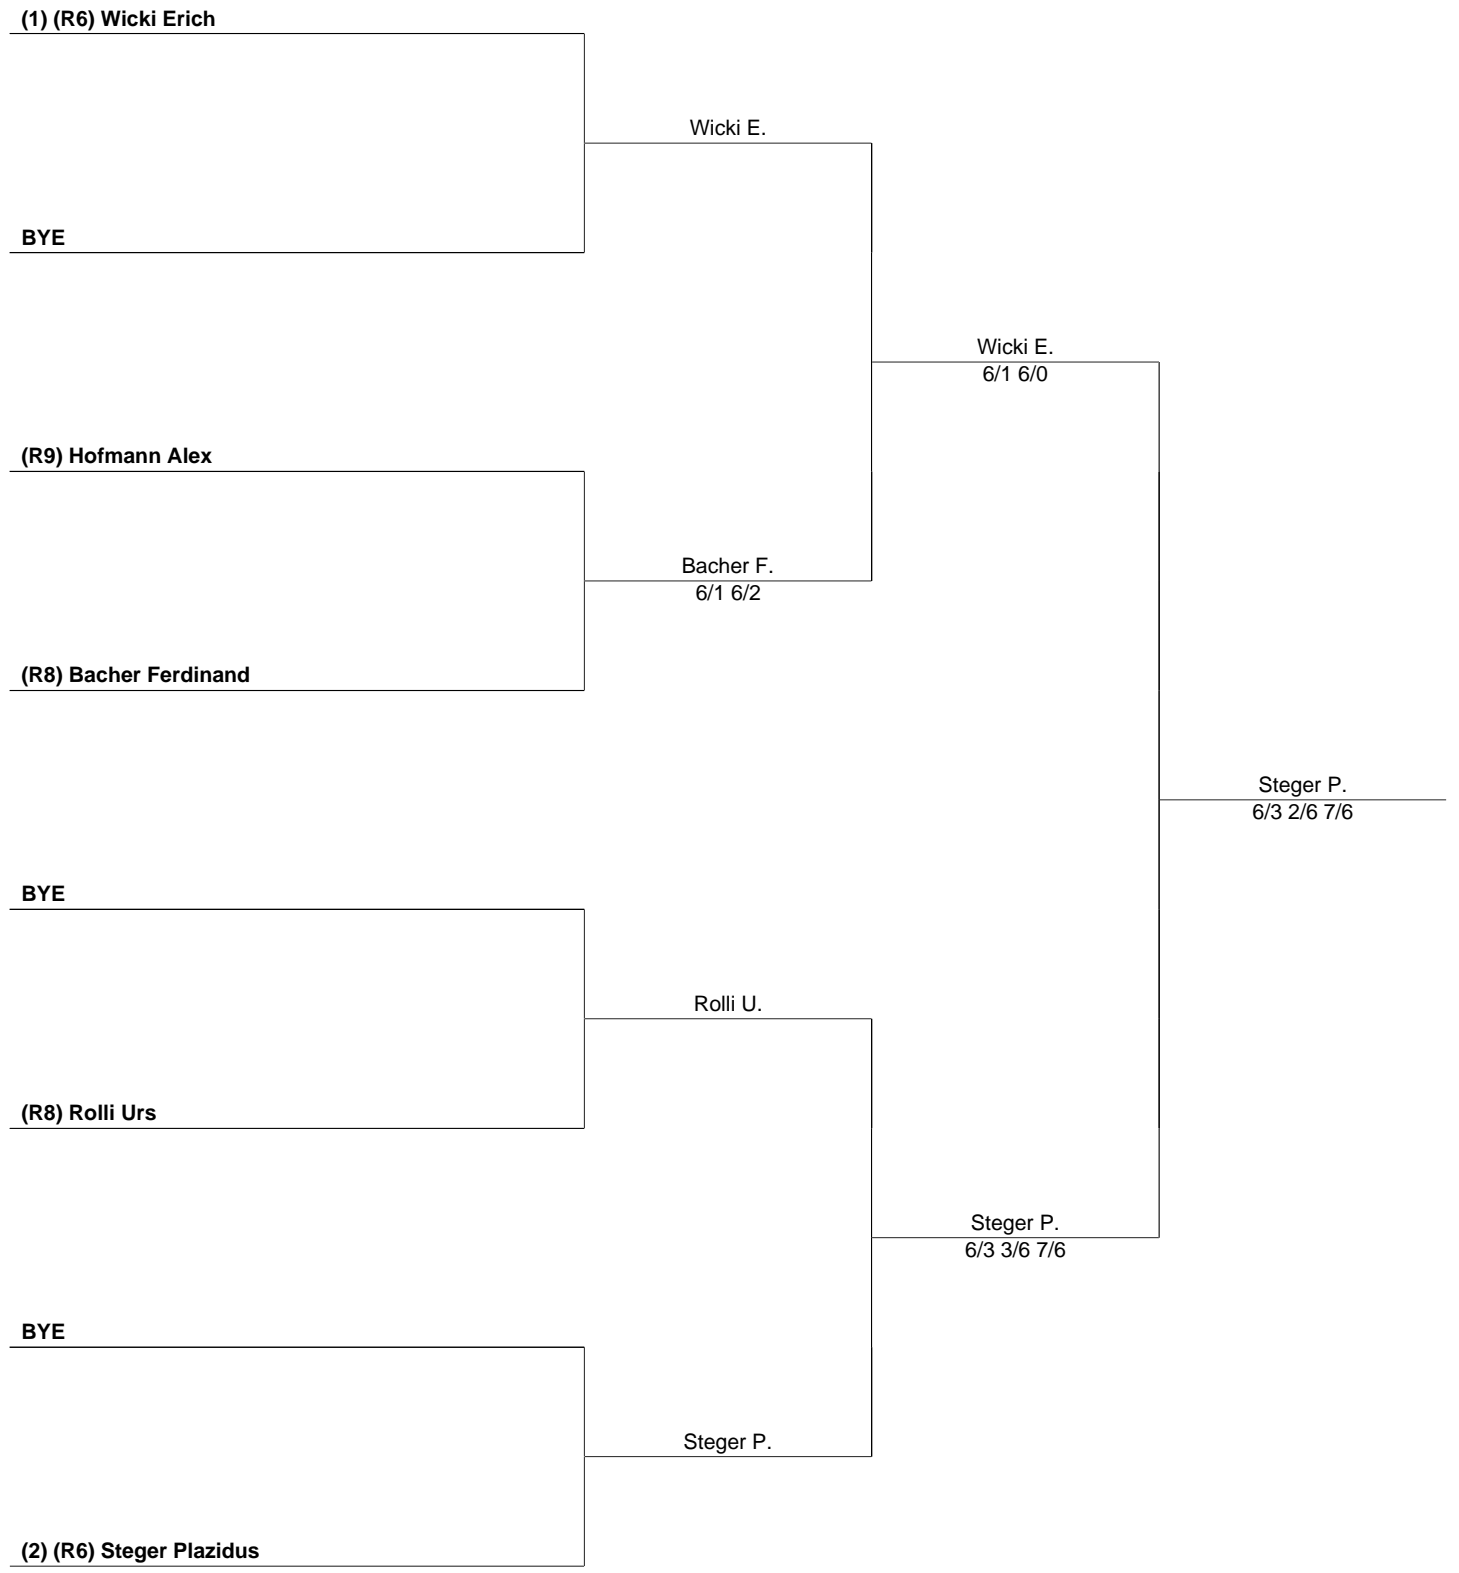 (1) (R6) Wicki Erich
Wicki E.
BYE
Wicki E.
6/1 6/0
(R9) Hofmann Alex
Bacher F.
6/1 6/2
(R8) Bacher Ferdinand
Steger P.
6/3 2/6 7/6
BYE
Rolli U.
(R8) Rolli Urs
Steger P.
6/3 3/6 7/6
BYE
Steger P.
(2) (R6) Steger Plazidus